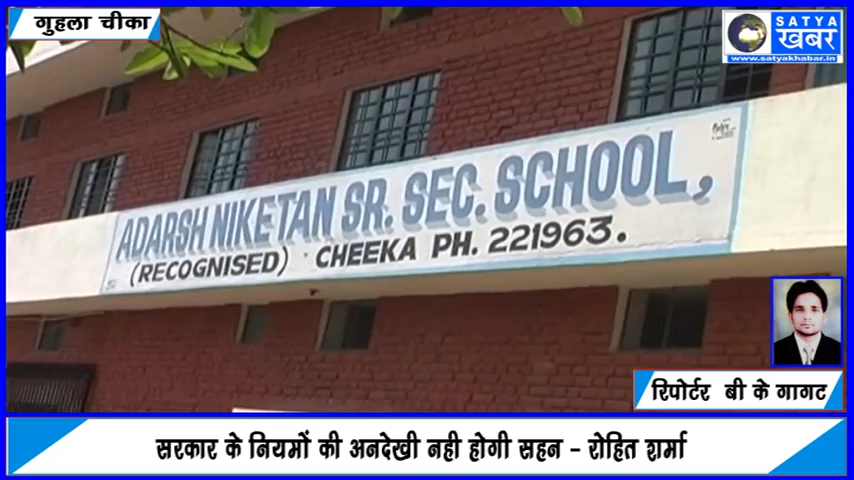 गुहला चीका
SATYA
खबर
www.satyakhabar.in
ADARSH NIKETAN SR. SEC. SCHOOL,
(RECOGNISED) CHEEKA PH. 221963.
रिपोर्टर बी के गागट
सरकार के नियमों की अनदेखी नही होगी सहन - रोहित शर्मा